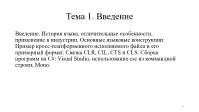 Тема 1. Введение
Введение. История языка, отличительные особенности,
применение в индустрии. Основные языковые конструкции.
Пример кросс-платформенного исполняемого файла и его
примерный формат. Связка CLR, CIL, CTS и CLS. Сборка
программ на C#: Visual Studio, использование csc из командной
строки, Mono.